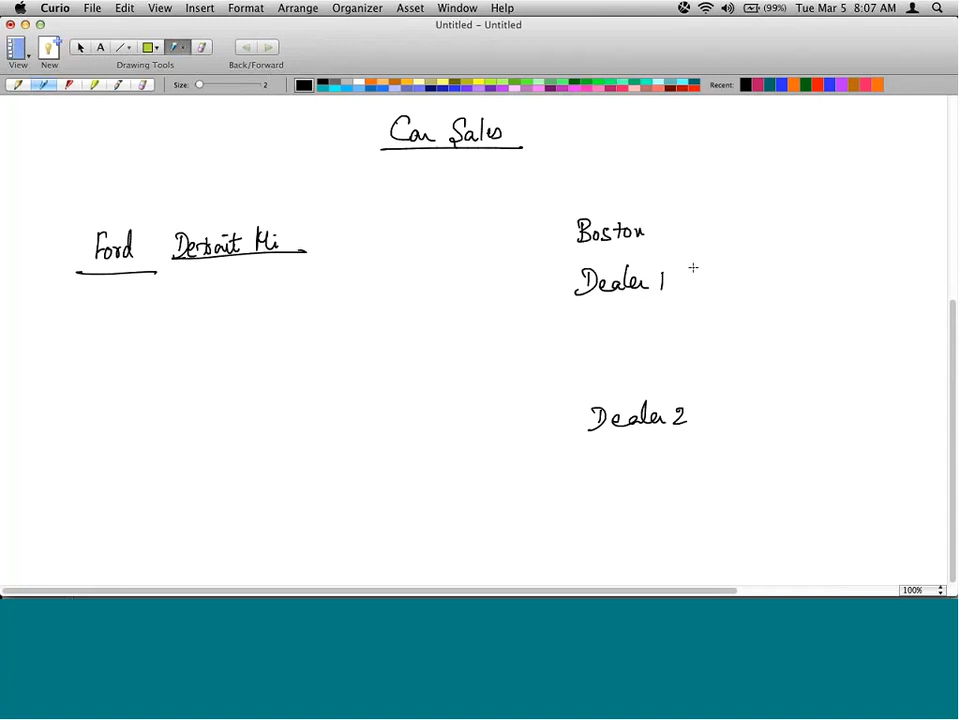 Curio File Edit View Insert Format Arrange Organizer Asset Window Help (99%) Tue Mar 5 8:07 AM
Untitled - Untitled
View New Drawing Tools Back/Forward
A
Size: 2 Recent:
Car Sales
Ford Detroit Mi
Boston
Dealer 1
Dealer 2
100%